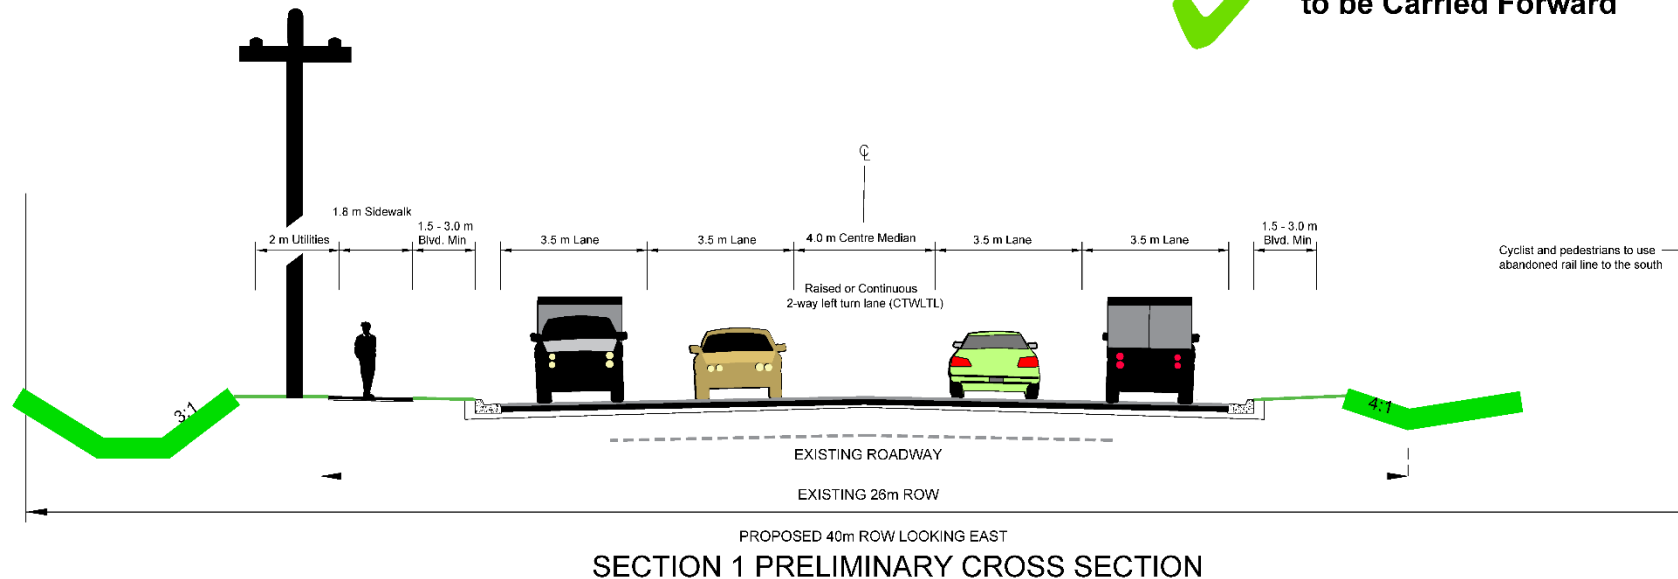 to be Carried Forward
℄
1.8 m Sidewalk
1.5 - 3.0 m
Blvd. Min
2 m Utilities
3.5 m Lane
3.5 m Lane
4.0 m Centre Median
3.5 m Lane
3.5 m Lane
1.5 - 3.0 m
Blvd. Min
Cyclist and pedestrians to use
abandoned rail line to the south
Raised or Continuous
2-way left turn lane (CTWLTL)
3:1
4:1
EXISTING ROADWAY
EXISTING 26m ROW
PROPOSED 40m ROW LOOKING EAST
SECTION 1 PRELIMINARY CROSS SECTION